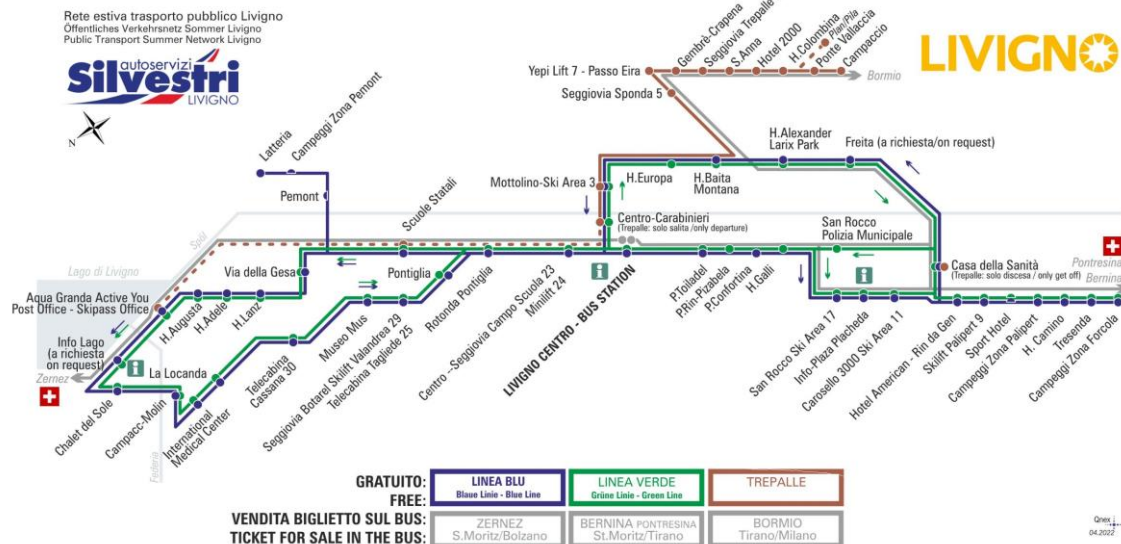 Rete estiva trasporto pubblico Livigno
Öffentliches Verkehrsnetz Sommer Livigno
Public Transport Summer Network Livigno
autoservizi
Silvestri
LIVIGNO
N
LIVIGNO
Yepi Lift 7 - Passo Eira
Gembrè-Crapena
Seggiovia Trepalle
S.Anna
Hotel 2000
H.Colombina
Plan/Pila
Ponte Vallaccia
Campaccio
Bormio
Seggiovia Sponda 5
Latteria
Campeggi Zona Pemont
Pemont
Scuole Statali
Mottolino-Ski Area 3
H.Europa
H.Baita
Montana
H.Alexander
Larix Park
Freita (a richiesta/on request)
Centro-Carabinieri
(Trepalle: solo salita /only departure)
San Rocco
Polizia Municipale
Casa della Sanità
(Trepalle: solo discesa / only get off)
Pontresina
Bernina
Spöl
Lago di Livigno
Via della Gesa
Pontiglia
Aqua Granda Active You
Post Office - Skipass Office
H.Augusta
H.Adele
H.Lanz
Info Lago
(a richiesta
on request)
Zernez
La Locanda
Chalet del Sole
Campacc-Molin
Federia
International
Medical Center
Telecabina
Cassana 30
Museo Mus
Seggiovia Botarel Skilift Valandrea 29
Telecabina Tagliede 25
Rotonda Pontiglia
Centro --Seggiovia Campo Scuola 23
Minilift 24
LIVIGNO CENTRO - BUS STATION
P.Toiladel
P.Rin-Pzabela
P.Confortina
H.Galli
San Rocco Ski Area 17
Info-Plaza Placheda
Carosello 3000 Ski Area 11
Hotel American - Rin da Gen
Skilift Palipert 9
Sport Hotel
Campeggi Zona Palipert
H. Camino
Tresenda
Campeggi Zona Forcola
GRATUITO:
FREE:
LINEA BLU
Blaue Linie - Blue Line
LINEA VERDE
Grüne Linie - Green Line
TREPALLE
VENDITA BIGLIETTO SUL BUS:
TICKET FOR SALE IN THE BUS:
ZERNEZ
S.Moritz/Bolzano
BERNINA PONTRESINA
St.Moritz/Tirano
BORMIO
Tirano/Milano
Qnex
04.2022